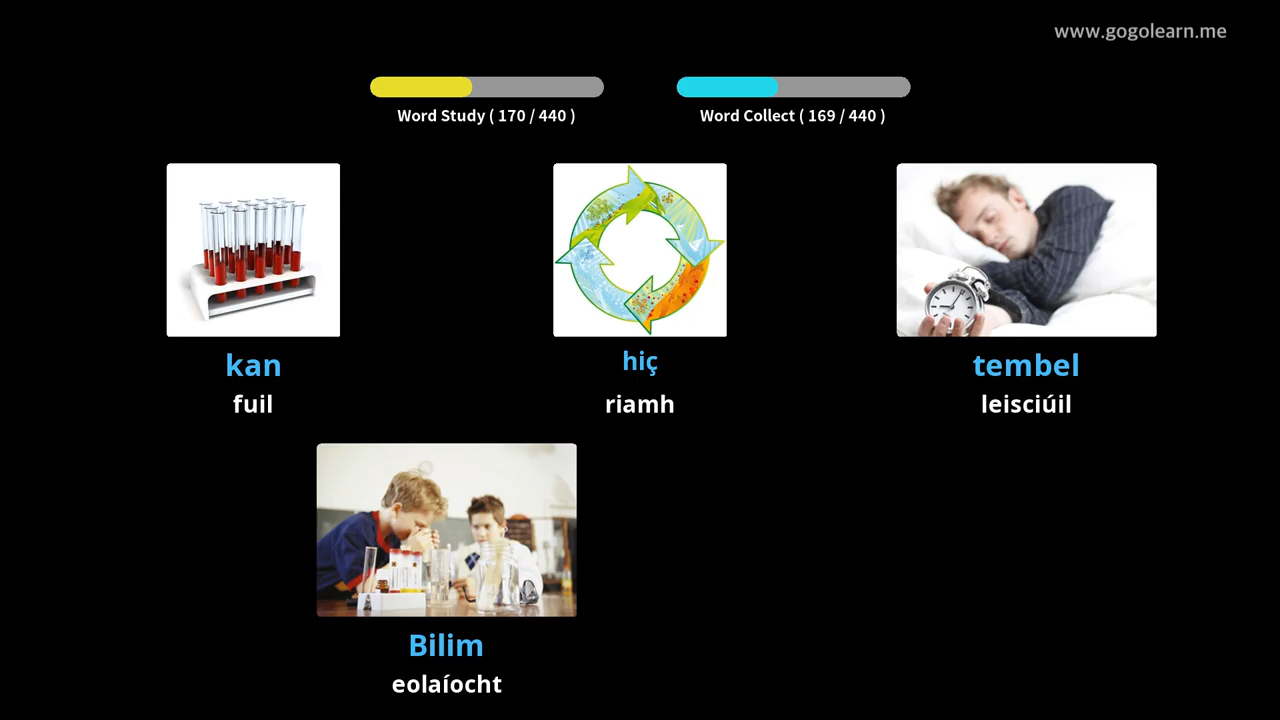 www.gogolearn.me
Word Study ( 170 / 440 )
Word Collect ( 169 / 440 )
kan
fuil
hiç
riamh
tembel
leisciúil
Bilim
eolaíocht